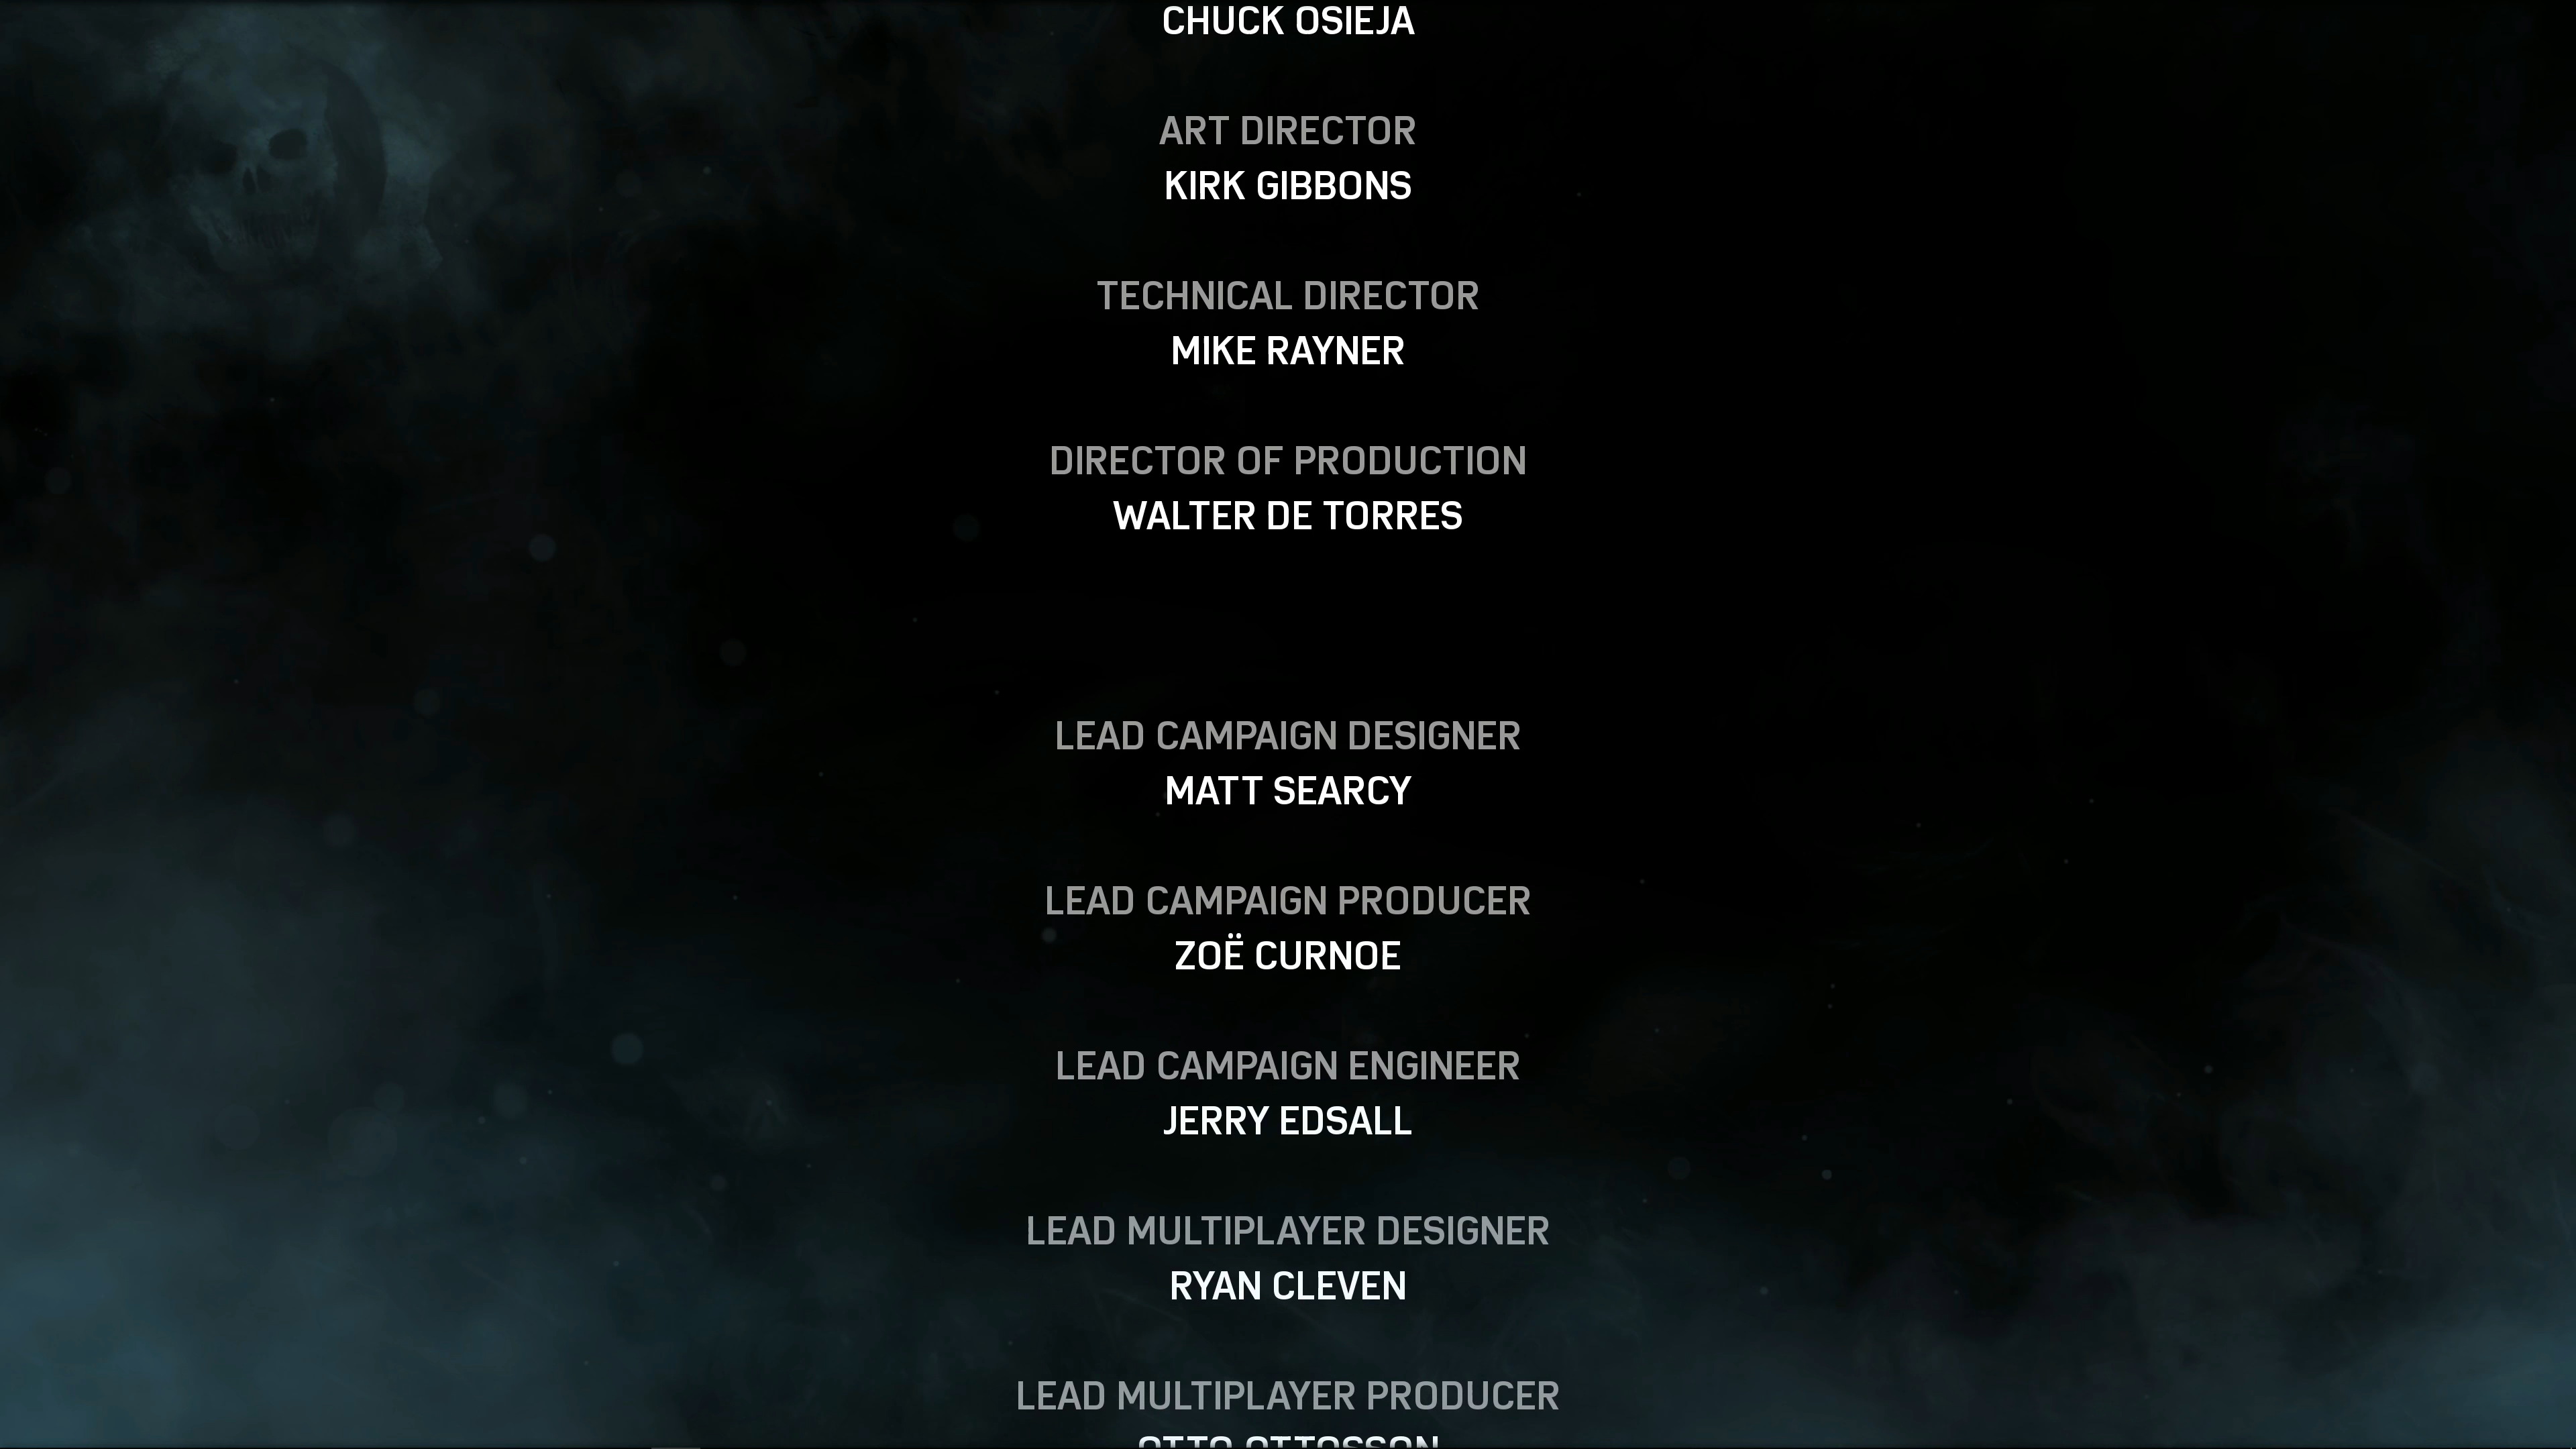 CHUCK OSIEJA
ART DIRECTOR
KIRK GIBBONS
TECHNICAL DIRECTOR
MIKE RAYNER
DIRECTOR OF PRODUCTION
WALTER DE TORRES
LEAD CAMPAIGN DESIGNER
MATT SEARCY
LEAD CAMPAIGN PRODUCER
ZOË CURNOE
LEAD CAMPAIGN ENGINEER
JERRY EDSALL
LEAD MULTIPLAYER DESIGNER
RYAN CLEVEN
LEAD MULTIPLAYER PRODUCER